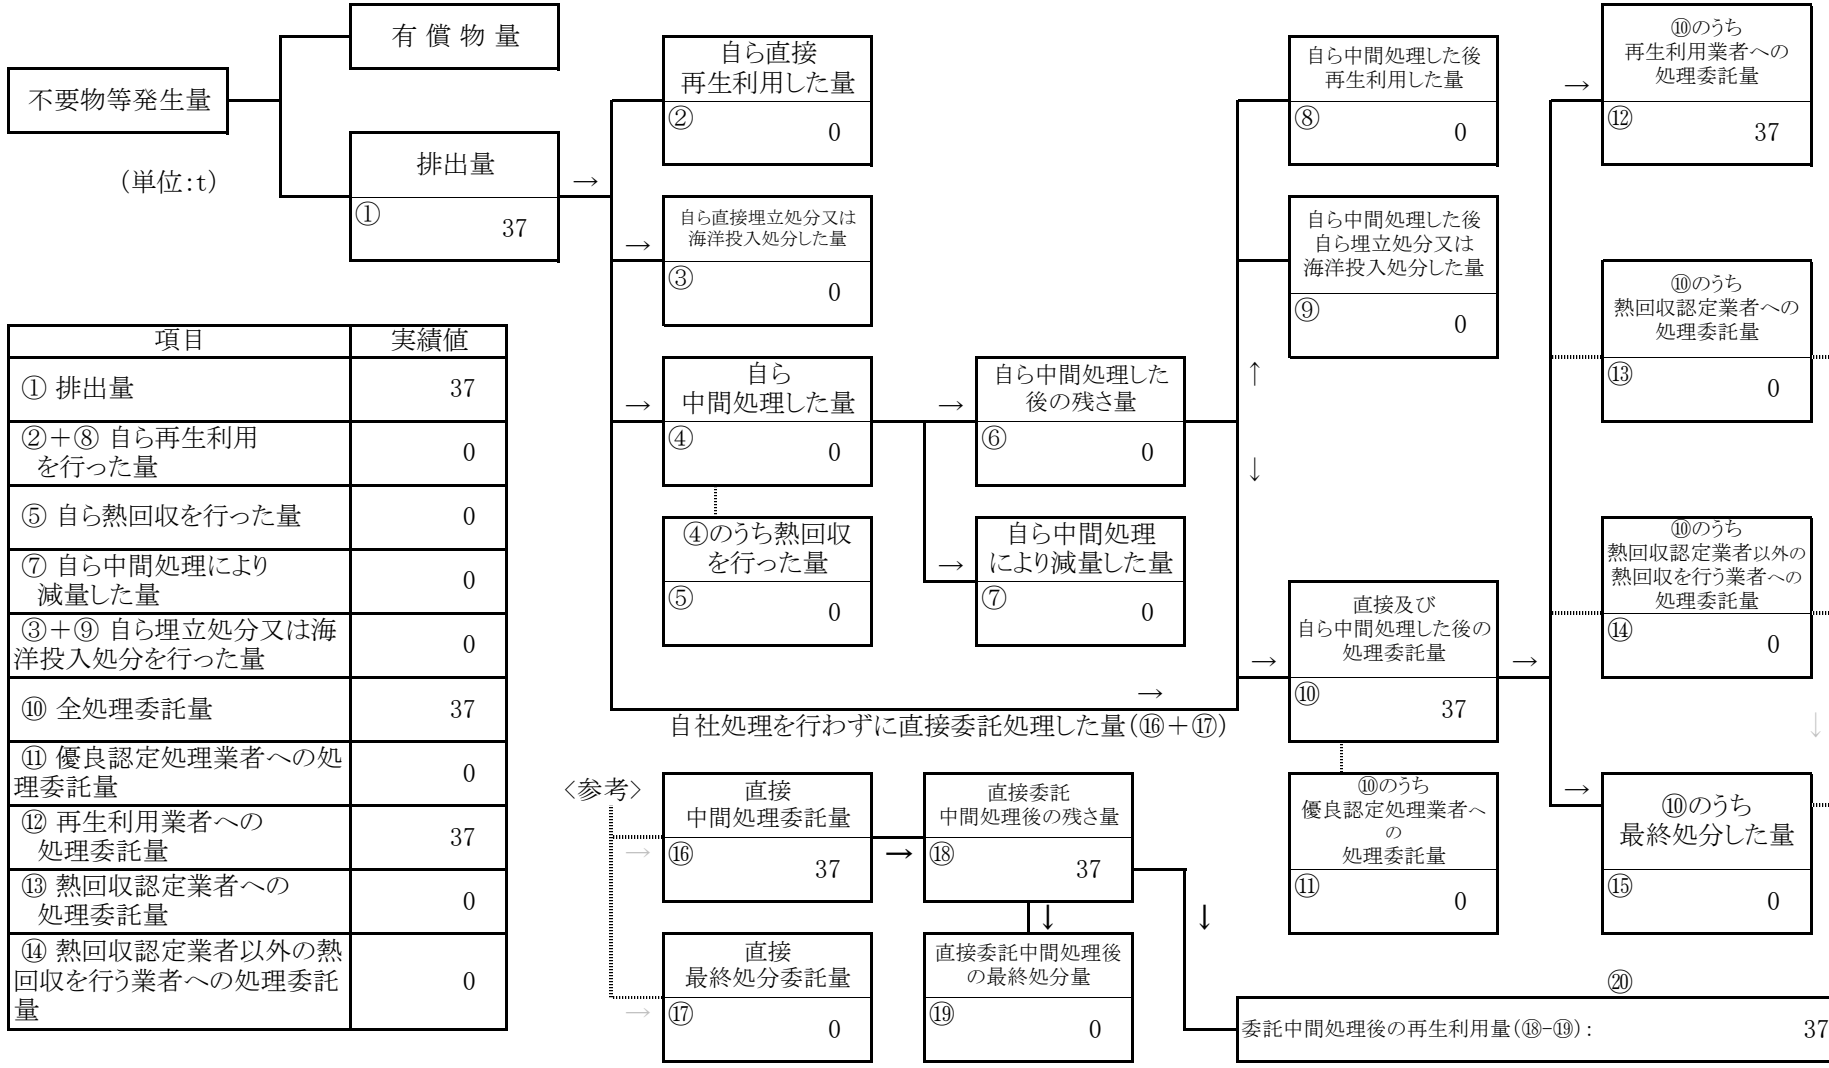 有 償 物 量
不要物等発生量
排出量
①
37
(単位:t)
→
自ら直接
再生利用した量
②
0
→
自ら直接埋立処分又は
海洋投入処分した量
③
0
→
自ら
中間処理した量
④
0
④のうち熱回収
を行った量
⑤
0
→
自ら中間処理した
後の残さ量
⑥
0
→
自ら中間処理
により減量した量
⑦
0
自ら中間処理した後
再生利用した量
⑧
0
自ら中間処理した後
自ら埋立処分又は
海洋投入処分した量
⑨
0
↑
↓
→
直接及び
自ら中間処理した後の
処理委託量
⑩
37
→
⑩のうち
優良認定処理業者へ
の
処理委託量
⑪
0
→
⑩のうち
再生利用業者への
処理委託量
⑫
37
⑩のうち
熱回収認定業者への
処理委託量
⑬
0
⑩のうち
熱回収認定業者以外の
熱回収を行う業者への
処理委託量
⑭
0
↓
→
⑩のうち
最終処分した量
⑮
0
→
自社処理を行わずに直接委託処理した量(⑯+⑰)
<参考>
→
直接
中間処理委託量
⑯
37
→
直接委託
中間処理後の残さ量
⑱
37
↓
↓
→
直接
最終処分委託量
⑰
0
直接委託中間処理後
の最終処分量
⑲
0
⑳
委託中間処理後の再生利用量(⑱-⑲):
37
項目 実績値
① 排出量 37
②+⑧ 自ら再生利用
を行った量 0
⑤ 自ら熱回収を行った量 0
⑦ 自ら中間処理により
減量した量 0
③+⑨ 自ら埋立処分又は海
洋投入処分を行った量 0
⑩ 全処理委託量 37
⑪ 優良認定処理業者への処
理委託量 0
⑫ 再生利用業者への
処理委託量 37
⑬ 熱回収認定業者への
処理委託量 0
⑭ 熱回収認定業者以外の熱
回収を行う業者への処理委託 0
量